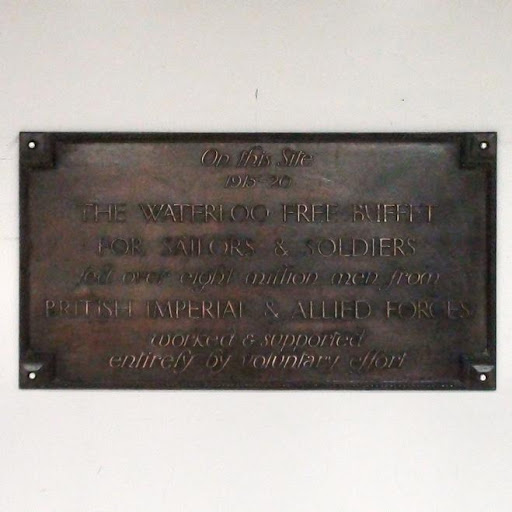 On this Site
1915-20
THE WATERLOO FREE BUFFET
FOR SAILORS & SOLDIERS
fed over eight million men from
BRITISH IMPERIAL & ALLIED FORCES
worked & supported
entirely by voluntary effort